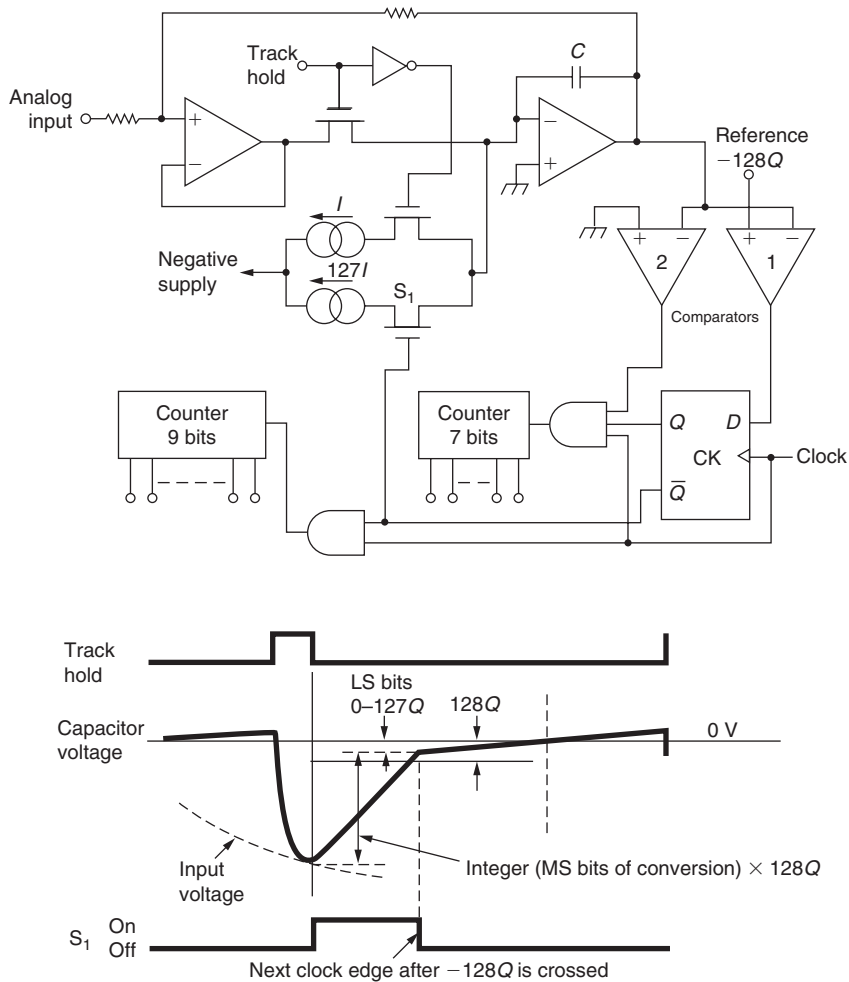 Track
hold
C
Analog
input
+
−
−
+
Reference
−128Q
I
127I
Negative
supply
S1
+
−
+
−
2
1
Comparators
Counter
9 bits
Counter
7 bits
Q
D
CK
Clock
Q̅
Track
hold
LS bits
0–127Q
128Q
Capacitor
voltage
0 V
Input
voltage
Integer (MS bits of conversion) × 128Q
S1
On
Off
Next clock edge after −128Q is crossed